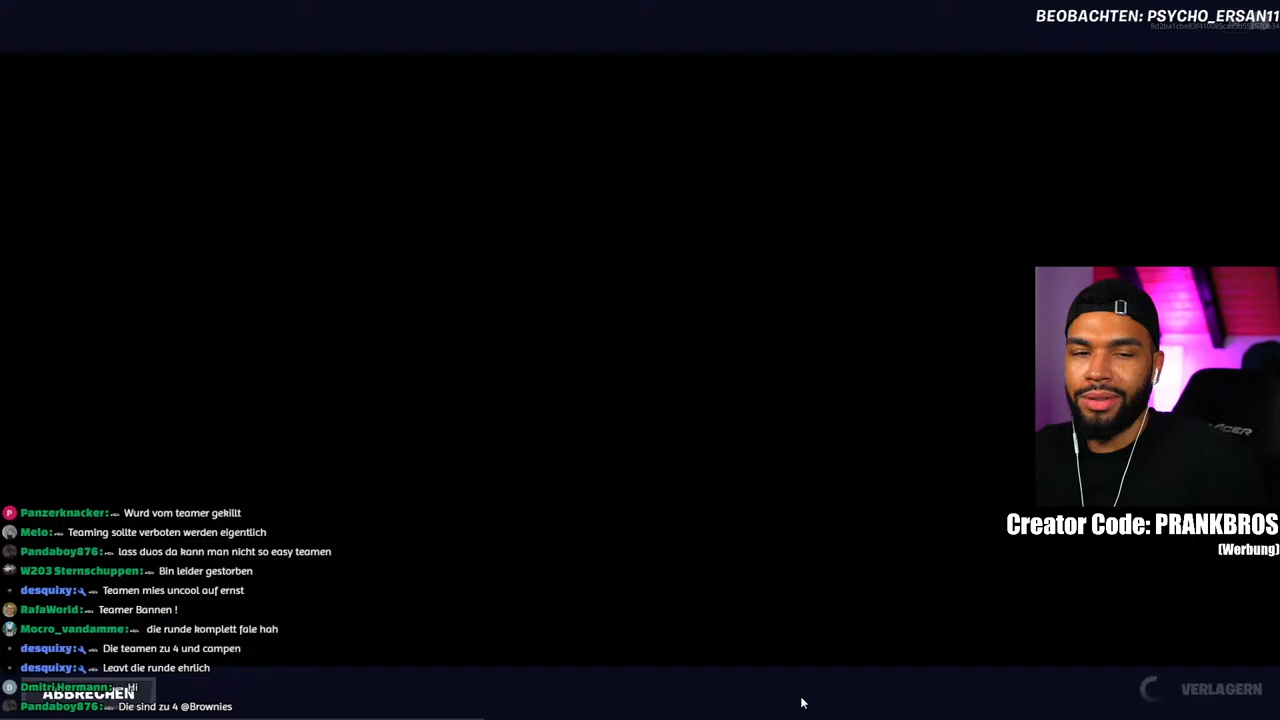 BEOBACHTEN: PSYCHO_ERSAN11
Creator Code: PRANKBROS
(Werbung)
Panzerknacker: Wurd vom teamer gekillt
Melo: Teaming sollte verboten werden eigentlich
Pandaboy876: lass duos da kann man nicht so easy teamen
W203 Sternschuppen: Bin leider gestorben
desquixy: Teamen mies uncool auf ernst
RafaWorld: Teamer Bannen !
Mocro_vandamme: die runde komplett fale hah
desquixy: Die teamen zu 4 und campen
desquixy: Leavt die runde ehrlich
Dmitri Hermann: Hi
ABBRECHEN
Pandaboy876: Die sind zu 4 @Brownies
VERLAGERN